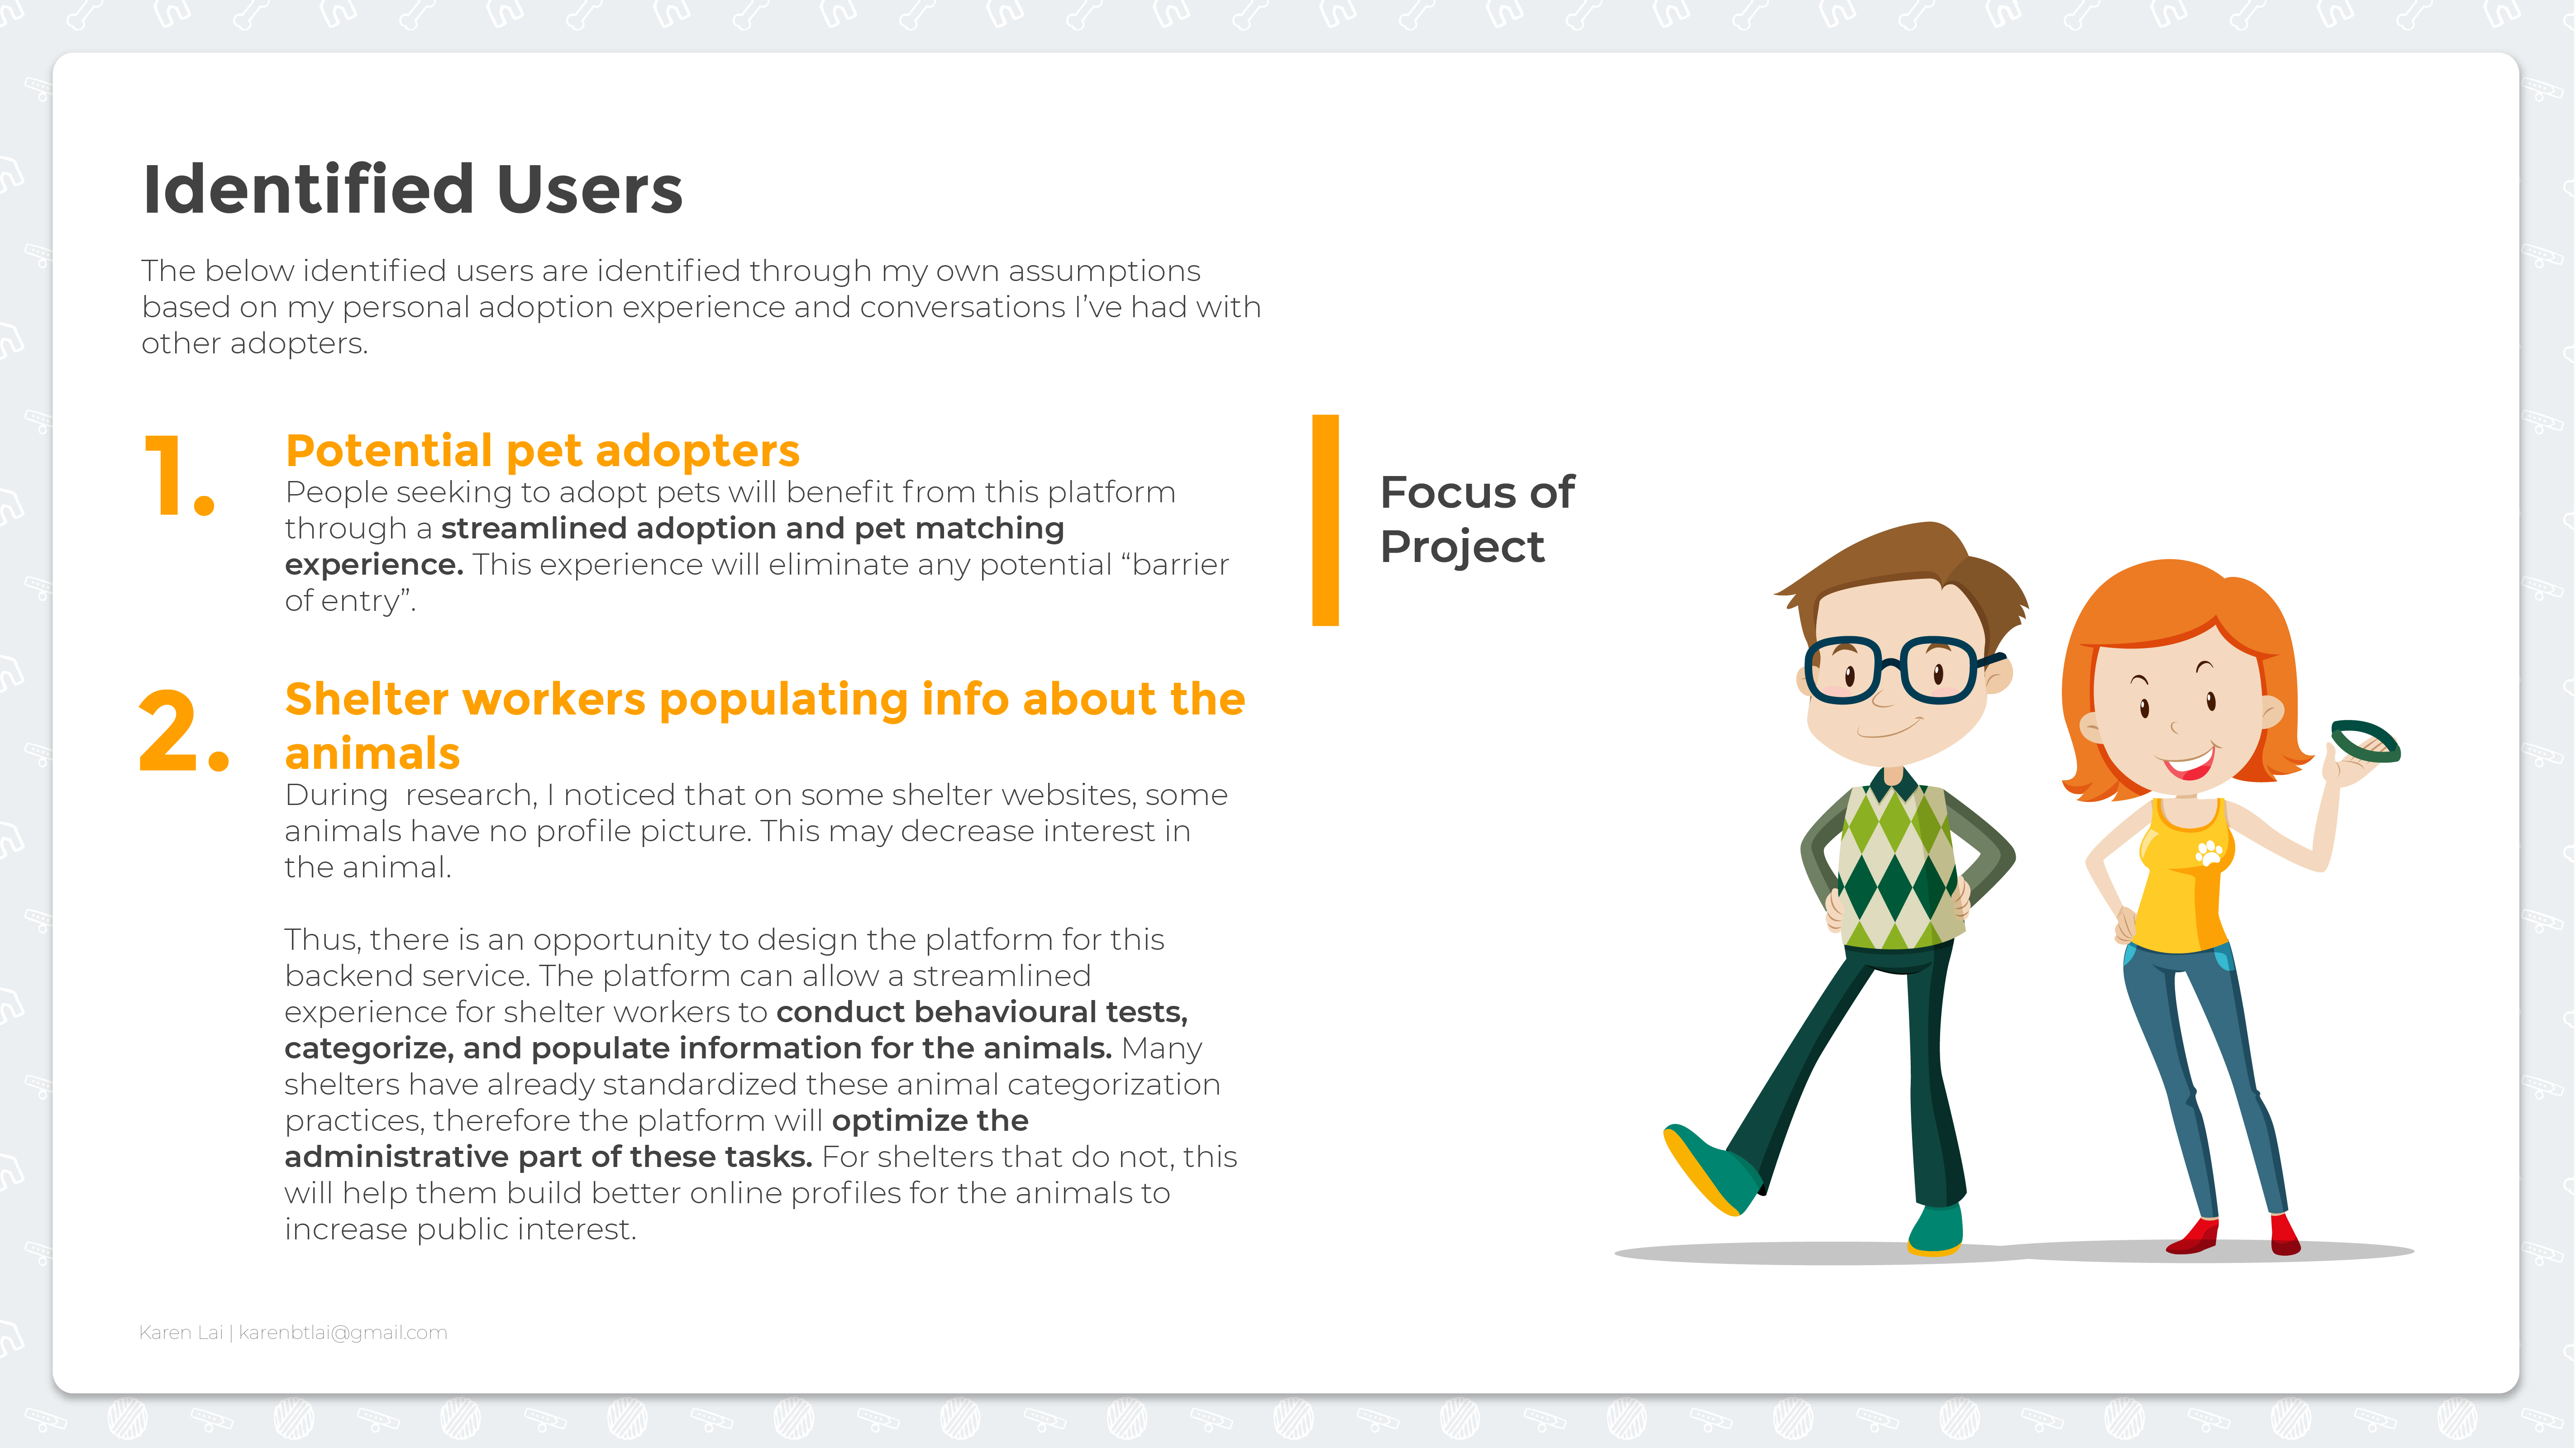 Identified Users
The below identified users are identified through my own assumptions
based on my personal adoption experience and conversations I’ve had with
other adopters.
1.
Potential pet adopters
People seeking to adopt pets will benefit from this platform
through a streamlined adoption and pet matching
experience. This experience will eliminate any potential “barrier
of entry”.
Focus of
Project
2.
Shelter workers populating info about the
animals
During  research, I noticed that on some shelter websites, some
animals have no profile picture. This may decrease interest in
the animal.
Thus, there is an opportunity to design the platform for this
backend service. The platform can allow a streamlined
experience for shelter workers to conduct behavioural tests,
categorize, and populate information for the animals. Many
shelters have already standardized these animal categorization
practices, therefore the platform will optimize the
administrative part of these tasks. For shelters that do not, this
will help them build better online profiles for the animals to
increase public interest.
Karen Lai | karenbtlai@gmail.com